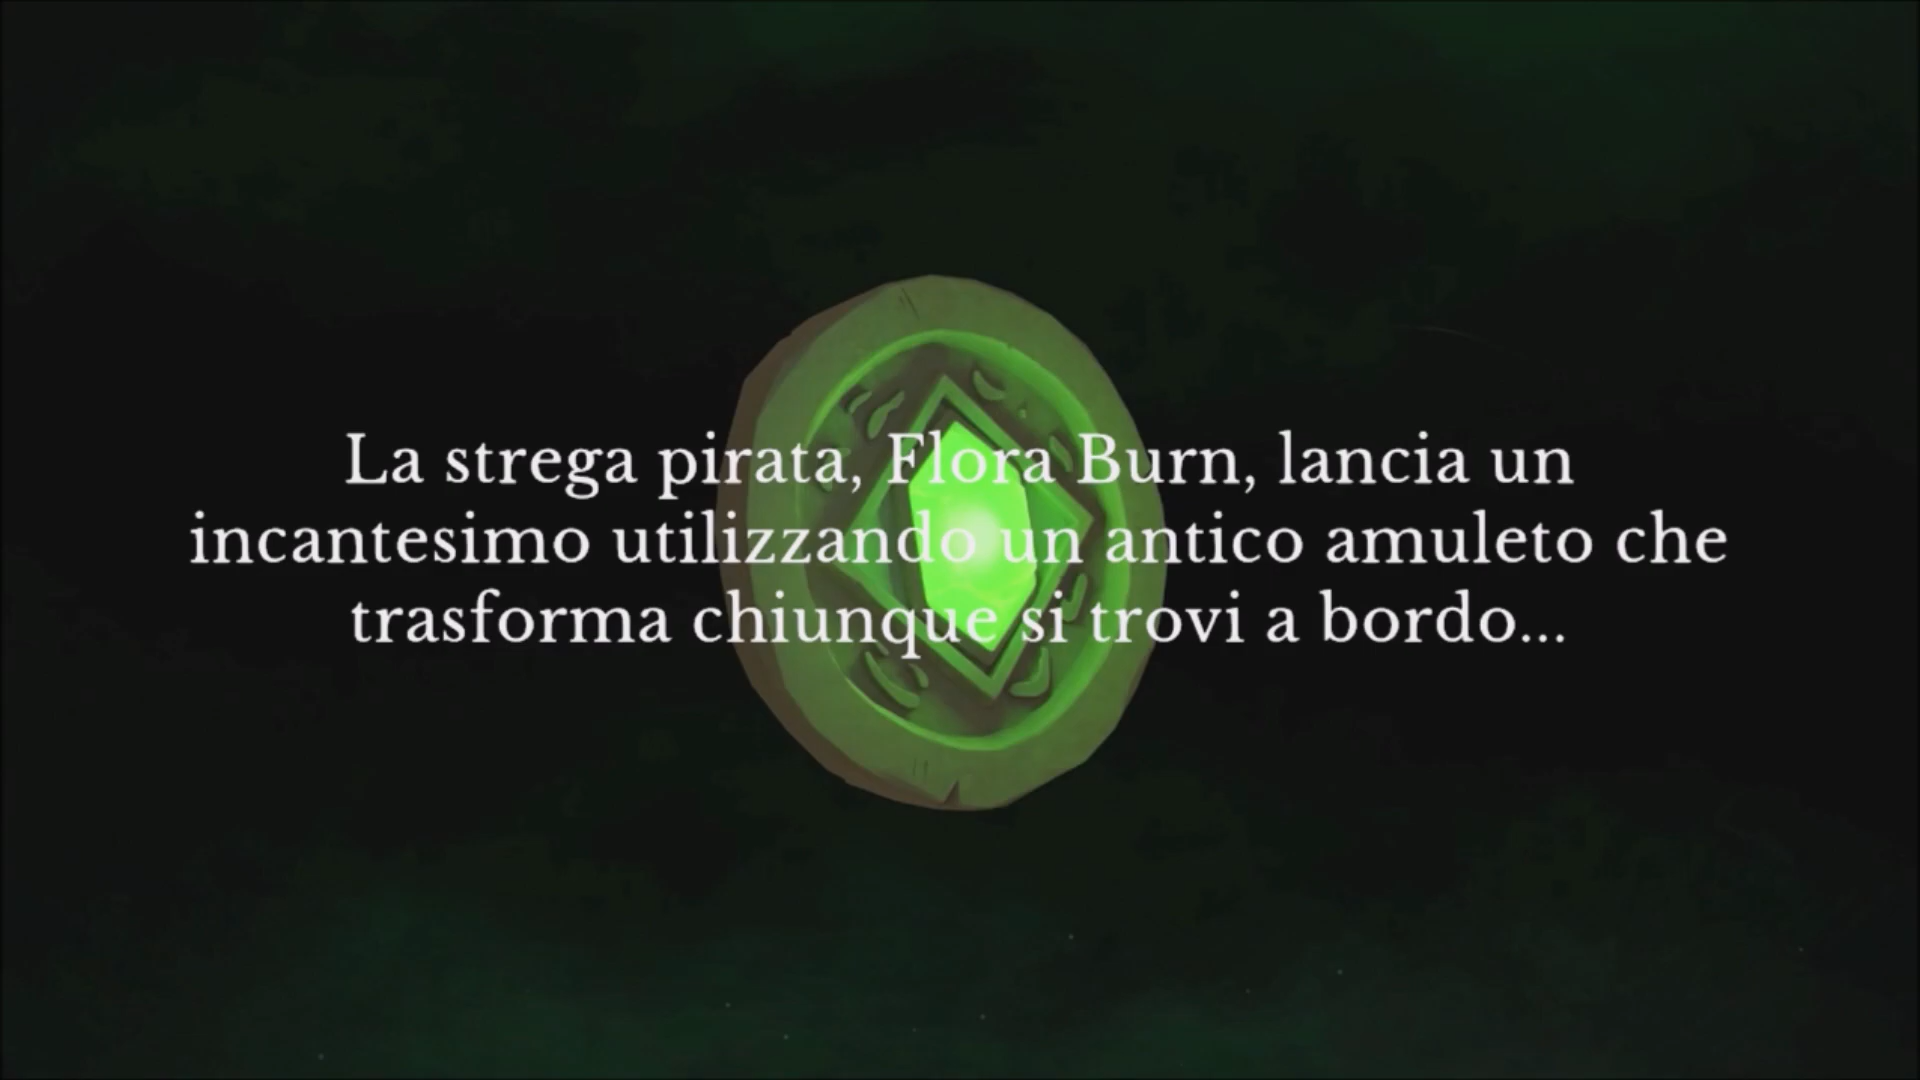 La strega pirata, Flora Burn, lancia un
incantesimo utilizzando un antico amuleto che
trasforma chiunque si trovi a bordo...